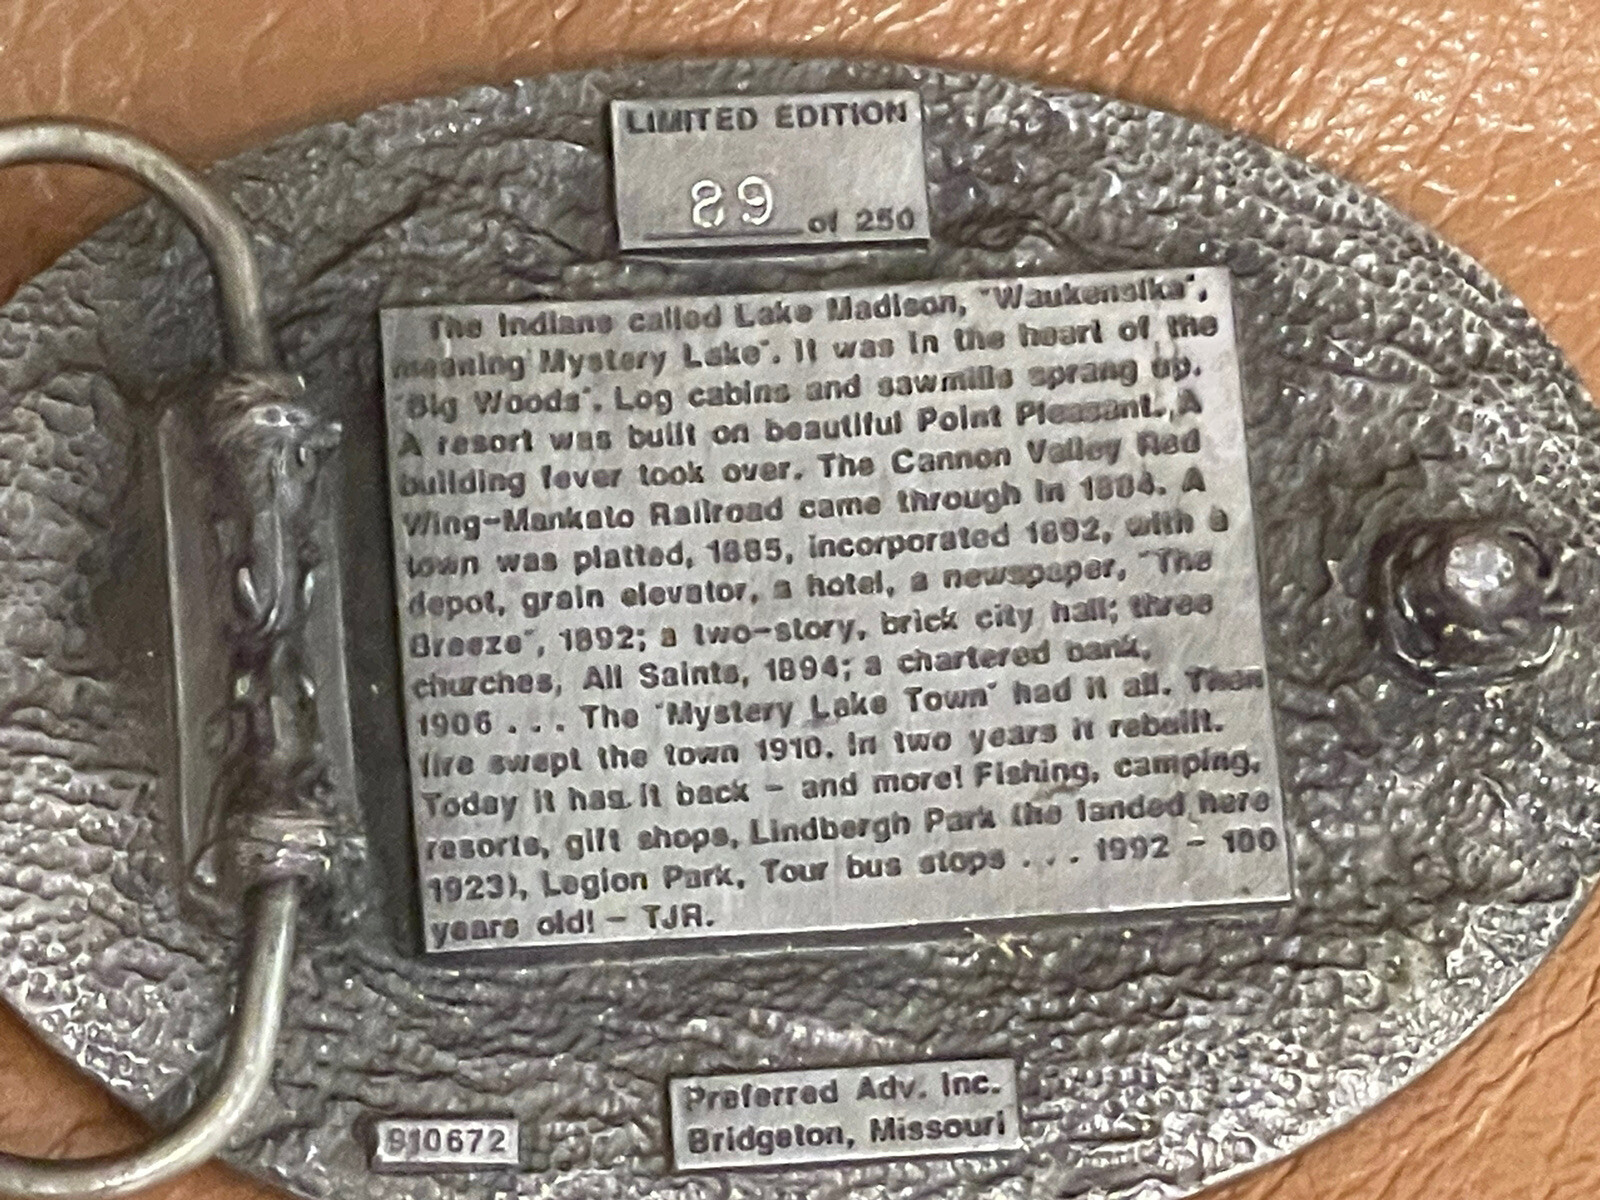 LIMITED EDITION
89 of 250
The Indians called Lake Madison, "Waukensika",
meaning "Mystery Lake". It was in the heart of the
"Big Woods". Log cabins and sawmills sprang up.
A resort was built on beautiful Point Pleasant. A
building fever took over. The Cannon Valley Red
Wing-Mankato Railroad came through in 1884. A
town was platted, 1885, incorporated 1892, with a
depot, grain elevator, a hotel, a newspaper, "The
Breeze", 1892; a two-story, brick city hall; three
churches, All Saints, 1894; a chartered bank,
1906 . . . The "Mystery Lake Town" had it all. Then
fire swept the town 1910. In two years it rebuilt.
Today it has it back - and more! Fishing, camping,
resorts, gift shops, Lindbergh Park (he landed here
1923), Legion Park, Tour bus stops . . . 1992 - 100
years old! - TJR.
Preferred Adv. Inc.
Bridgeton, Missouri
910672